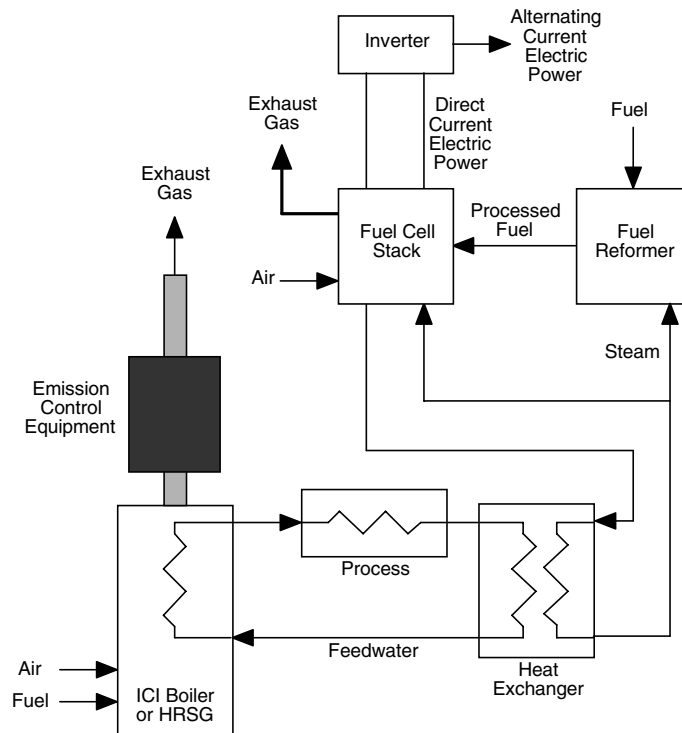 Inverter
Alternating
Current
Electric
Power
Exhaust
Gas
Direct
Current
Electric
Power
Fuel
Exhaust
Gas
Fuel Cell
Stack
Processed
Fuel
Fuel
Reformer
Air
Steam
Emission
Control
Equipment
Process
Feedwater
Heat
Exchanger
Air
Fuel
ICI Boiler
or HRSG